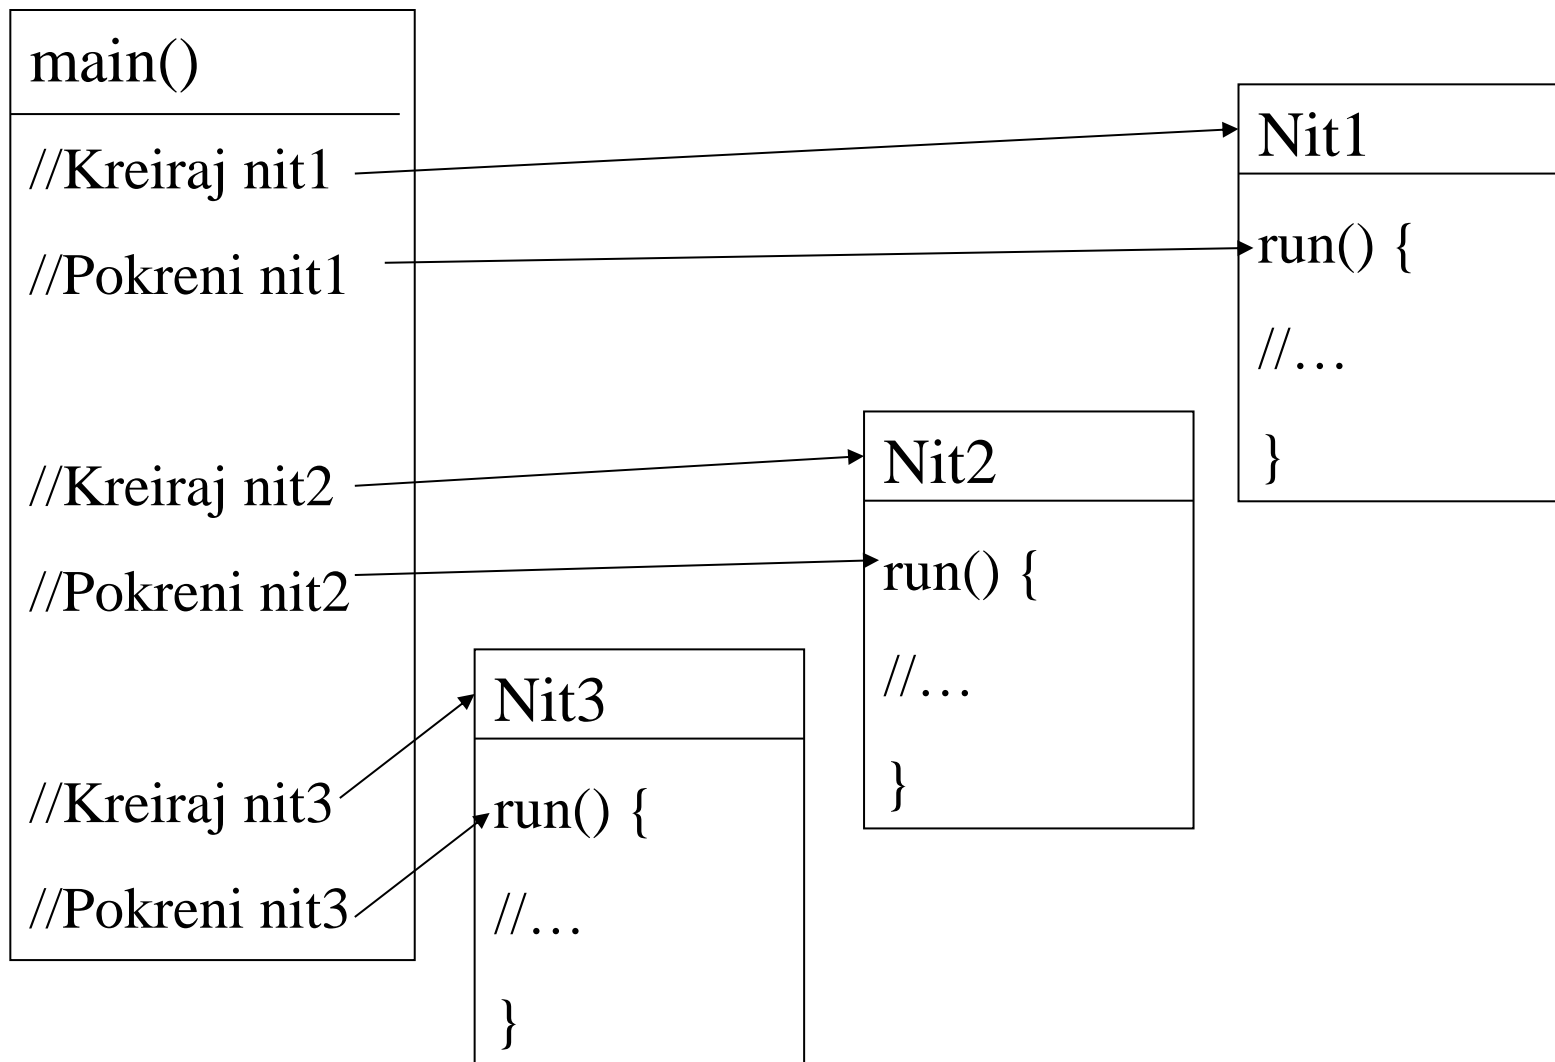 main()
//Kreiraj nit1
//Pokreni nit1
//Kreiraj nit2
//Pokreni nit2
//Kreiraj nit3
//Pokreni nit3
Nit1
run() {
//…
}
Nit2
run() {
//…
}
Nit3
run() {
//…
}